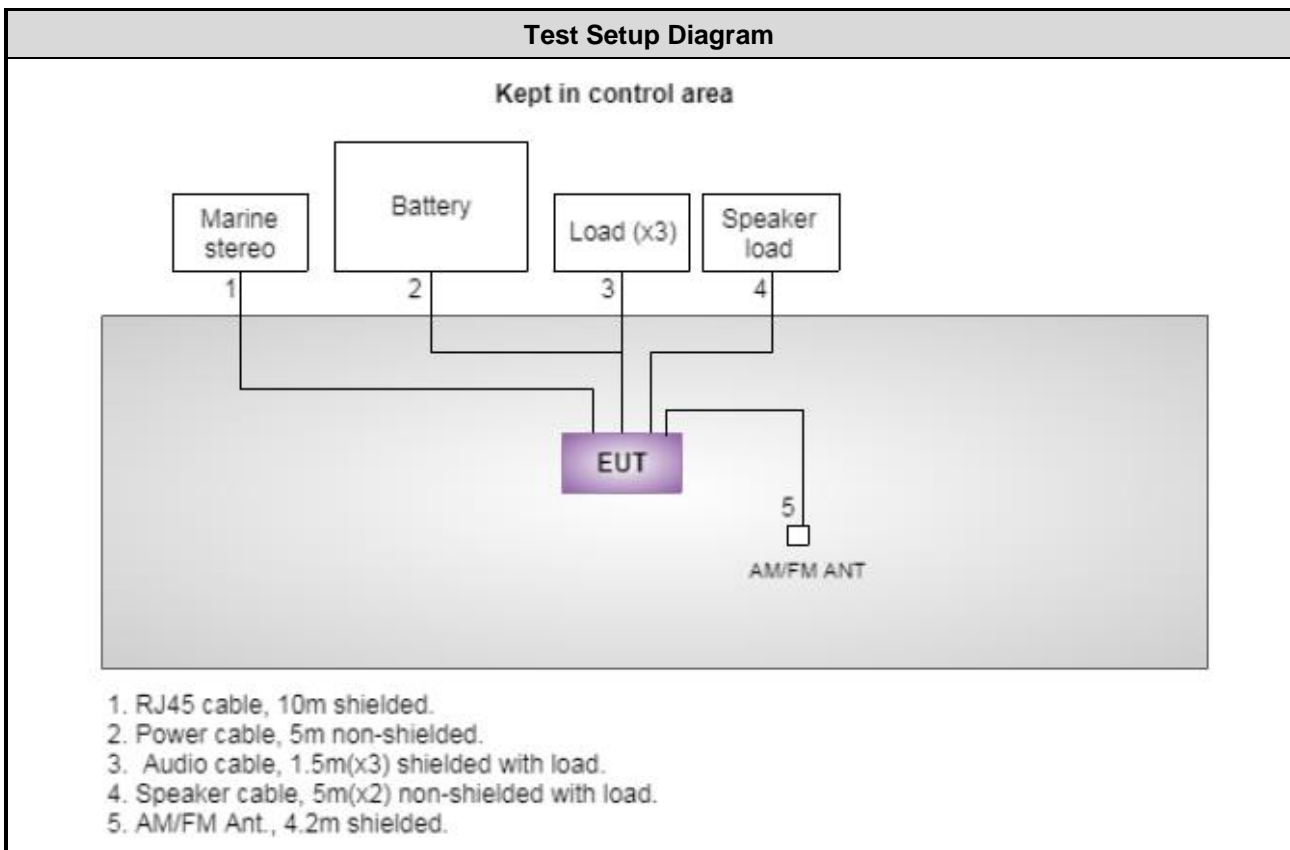 Test Setup Diagram
Kept in control area
Marine
stereo
Battery
Load (x3)
Speaker
load
1
2
3
4
EUT
5
AM/FM ANT
1. RJ45 cable, 10m shielded.
2. Power cable, 5m non-shielded.
3. Audio cable, 1.5m(x3) shielded with load.
4. Speaker cable, 5m(x2) non-shielded with load.
5. AM/FM Ant., 4.2m shielded.